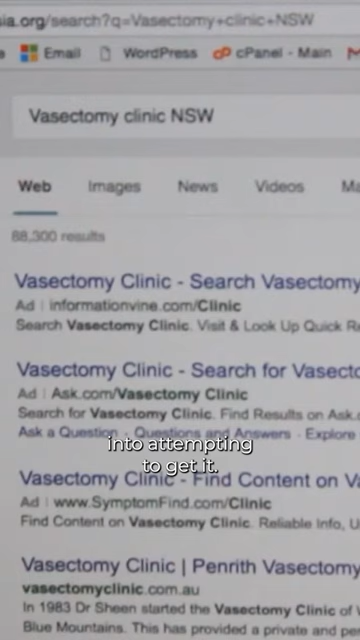 sia.org/search?q=Vasectomy+clinic+NSW
Email WordPress cPanel - Main
Vasectomy clinic NSW
Web Images News Videos
88,300 results
Vasectomy Clinic - Search Vasectomy
Ad informationvine.com/Clinic
Search Vasectomy Clinic. Visit & Look Up Quick
Vasectomy Clinic - Search for
Ad Ask.com/Vasectomy Clinic
Search for Vasectomy Clinic. Find Results on Ask.
Ask a Question · Questions and Answers · Explore
into attempting
to get it.
Vasectomy Clinic - Find Content on
Ad www.SymptomFind.com/Clinic
Find Content on Vasectomy Clinic. Reliable Info,
Vasectomy Clinic | Penrith Vasectomy
vasectomyclinic.com.au
In 1983 Dr Sheen started the Vasectomy Clinic of
Blue Mountains. This has provided a private and